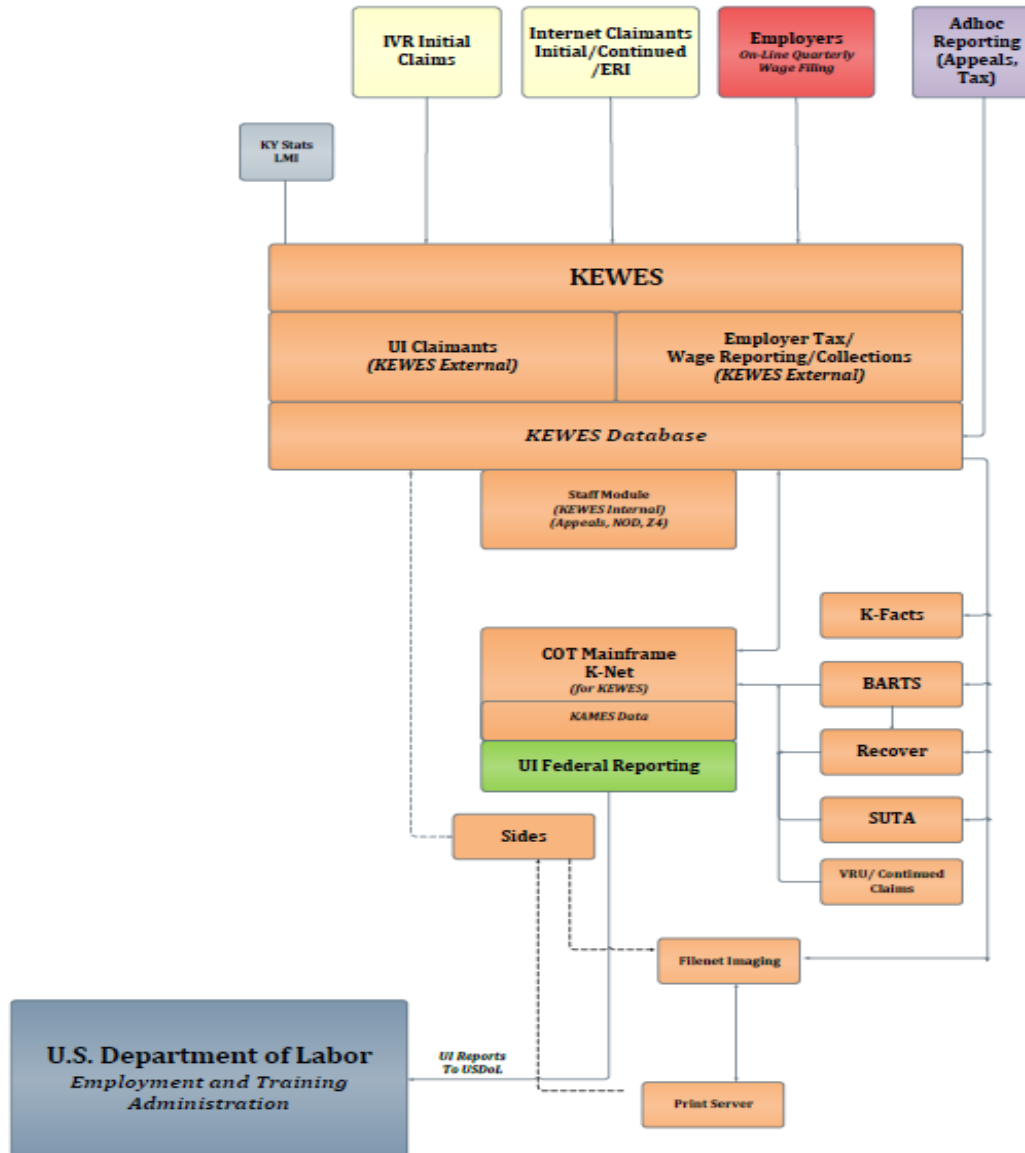 IVR Initial
Claims
Internet Claimants
Initial/Continued
/ERI
Employers
On-Line Quarterly
Wage Filing
Adhoc
Reporting
(Appeals,
Tax)
KY Stats
LMI
KEWES
UI Claimants
(KEWES External)
Employer Tax/
Wage Reporting/Collections
(KEWES External)
KEWES Database
Staff Module
(KEWES Internal)
(Appeals, NOD, Z4)
K-Facts
COT Mainframe
K-Net
(for KEWES)
BARTS
KAMES Data
Recover
UI Federal Reporting
SUTA
Sides
VRU/ Continued
Claims
Filenet Imaging
U.S. Department of Labor
Employment and Training
Administration
UI Reports
To USDoL
Print Server